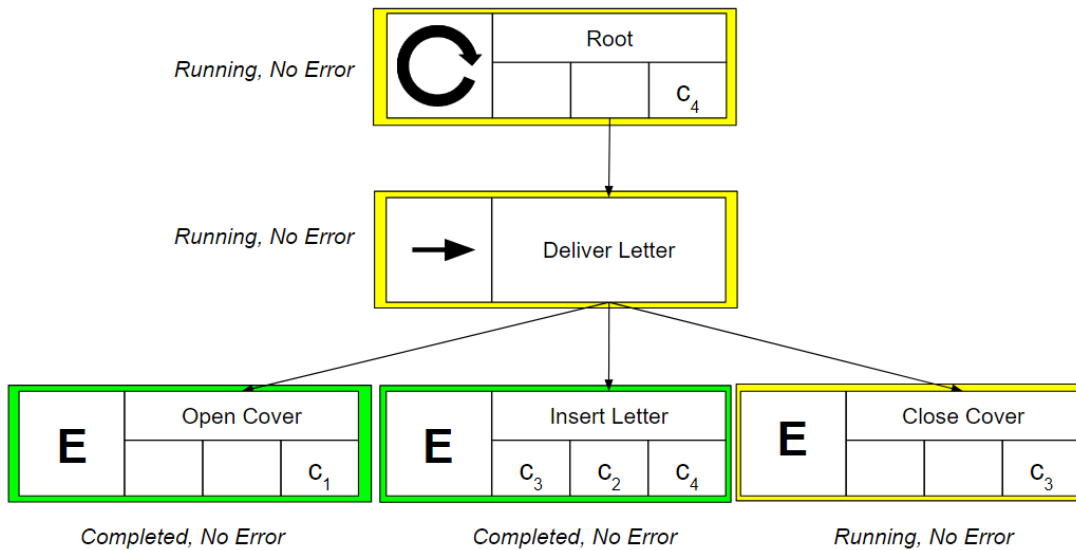 Root
Running, No Error
C₄
Running, No Error
Deliver Letter
Open Cover
Insert Letter
Close Cover
E
E
E
C₁
C₃
C₂
C₄
C₃
Completed, No Error
Completed, No Error
Running, No Error